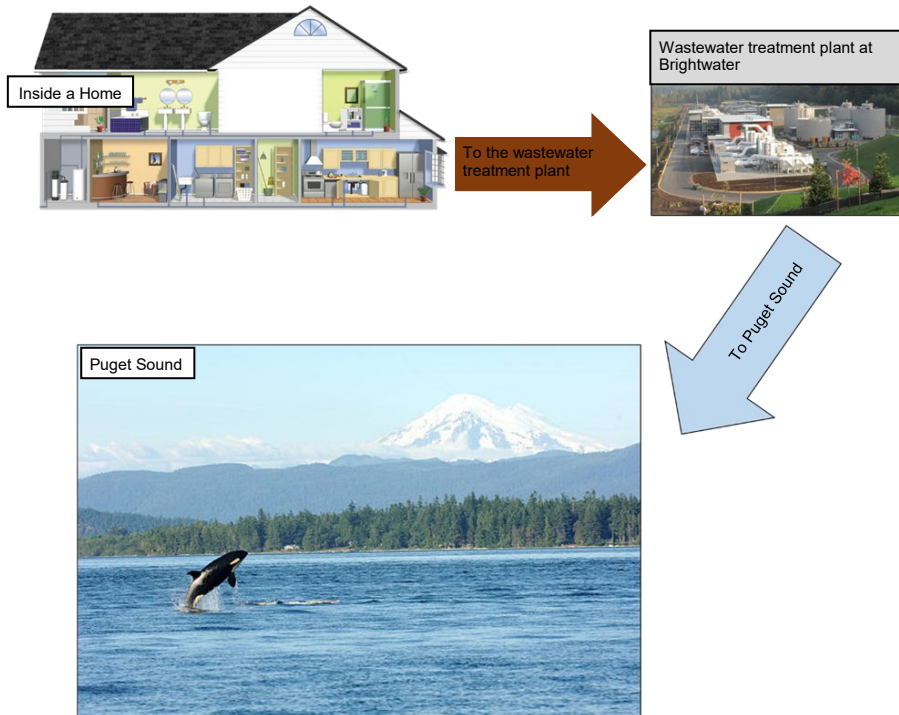 Inside a Home
To the wastewater
treatment plant
Wastewater treatment plant at
Brightwater
To Puget Sound
Puget Sound